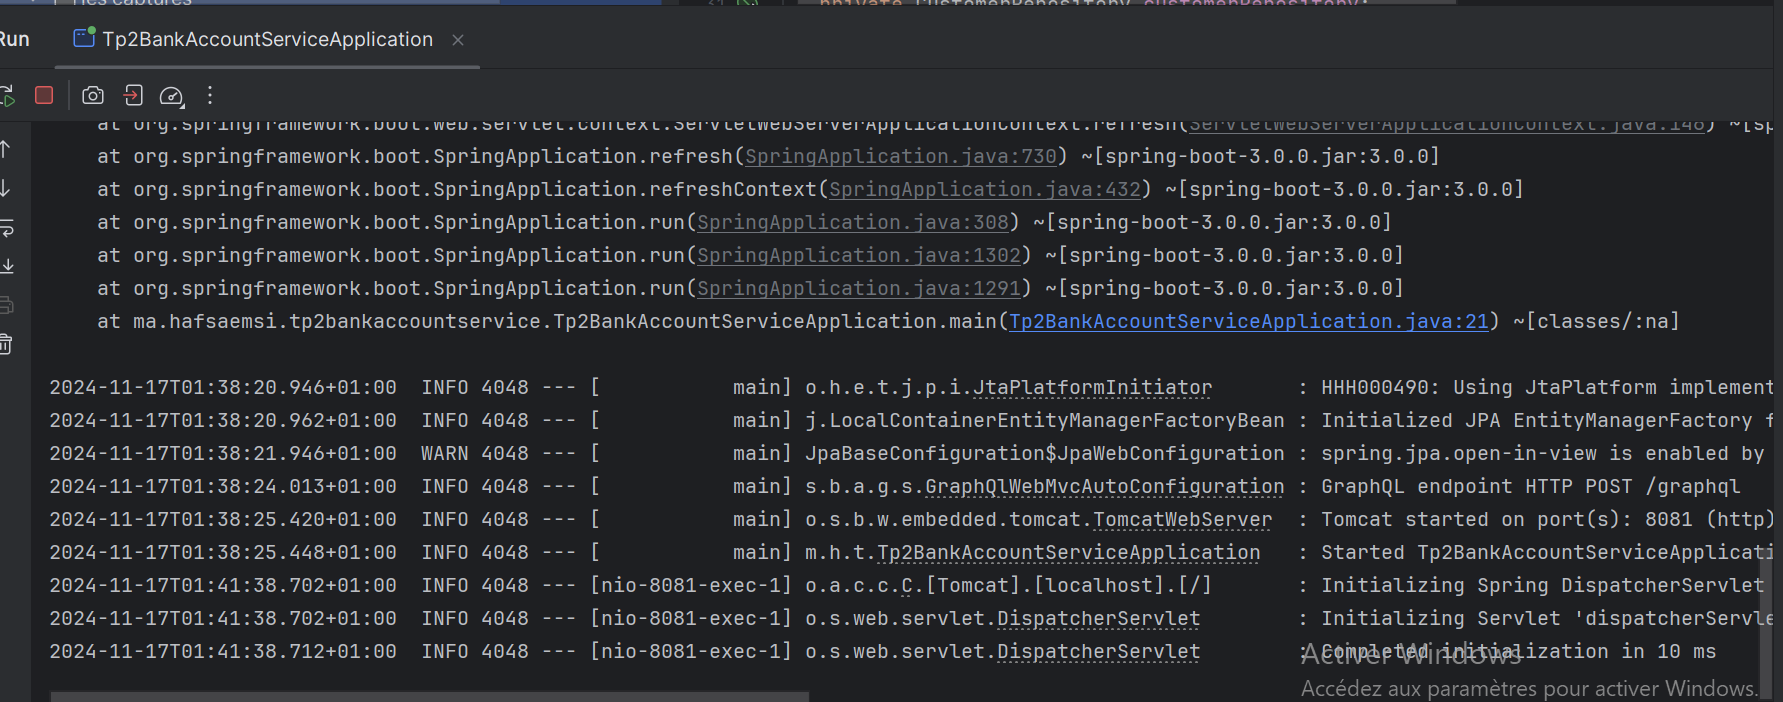 mes captures
31 private CustomerRepository customerRepository;
Run Tp2BankAccountServiceApplication
at org.springframework.boot.web.servlet.context.ServletWebServerApplicationContext.refresh(ServletWebServerApplicationContext.java:146) ~[sp
at org.springframework.boot.SpringApplication.refresh(SpringApplication.java:730) ~[spring-boot-3.0.0.jar:3.0.0]
at org.springframework.boot.SpringApplication.refreshContext(SpringApplication.java:432) ~[spring-boot-3.0.0.jar:3.0.0]
at org.springframework.boot.SpringApplication.run(SpringApplication.java:308) ~[spring-boot-3.0.0.jar:3.0.0]
at org.springframework.boot.SpringApplication.run(SpringApplication.java:1302) ~[spring-boot-3.0.0.jar:3.0.0]
at org.springframework.boot.SpringApplication.run(SpringApplication.java:1291) ~[spring-boot-3.0.0.jar:3.0.0]
at ma.hafsaemsi.tp2bankaccountservice.Tp2BankAccountServiceApplication.main(Tp2BankAccountServiceApplication.java:21) ~[classes/:na]
2024-11-17T01:38:20.946+01:00  INFO 4048 --- [           main] o.h.e.t.j.p.i.JtaPlatformInitiator       : HHH000490: Using JtaPlatform implement
2024-11-17T01:38:20.962+01:00  INFO 4048 --- [           main] j.LocalContainerEntityManagerFactoryBean : Initialized JPA EntityManagerFactory f
2024-11-17T01:38:21.946+01:00  WARN 4048 --- [           main] JpaBaseConfiguration$JpaWebConfiguration : spring.jpa.open-in-view is enabled by
2024-11-17T01:38:24.013+01:00  INFO 4048 --- [           main] s.b.a.g.s.GraphQlWebMvcAutoConfiguration : GraphQL endpoint HTTP POST /graphql
2024-11-17T01:38:25.420+01:00  INFO 4048 --- [           main] o.s.b.w.embedded.tomcat.TomcatWebServer  : Tomcat started on port(s): 8081 (http)
2024-11-17T01:38:25.448+01:00  INFO 4048 --- [           main] m.h.t.Tp2BankAccountServiceApplication   : Started Tp2BankAccountServiceApplicati
2024-11-17T01:41:38.702+01:00  INFO 4048 --- [nio-8081-exec-1] o.a.c.c.C.[Tomcat].[localhost].[/]       : Initializing Spring DispatcherServlet
2024-11-17T01:41:38.702+01:00  INFO 4048 --- [nio-8081-exec-1] o.s.web.servlet.DispatcherServlet        : Initializing Servlet 'dispatcherServle
2024-11-17T01:41:38.712+01:00  INFO 4048 --- [nio-8081-exec-1] o.s.web.servlet.DispatcherServlet        : Completed initialization in 10 ms
Activer Windows
Accédez aux paramètres pour activer Windows.